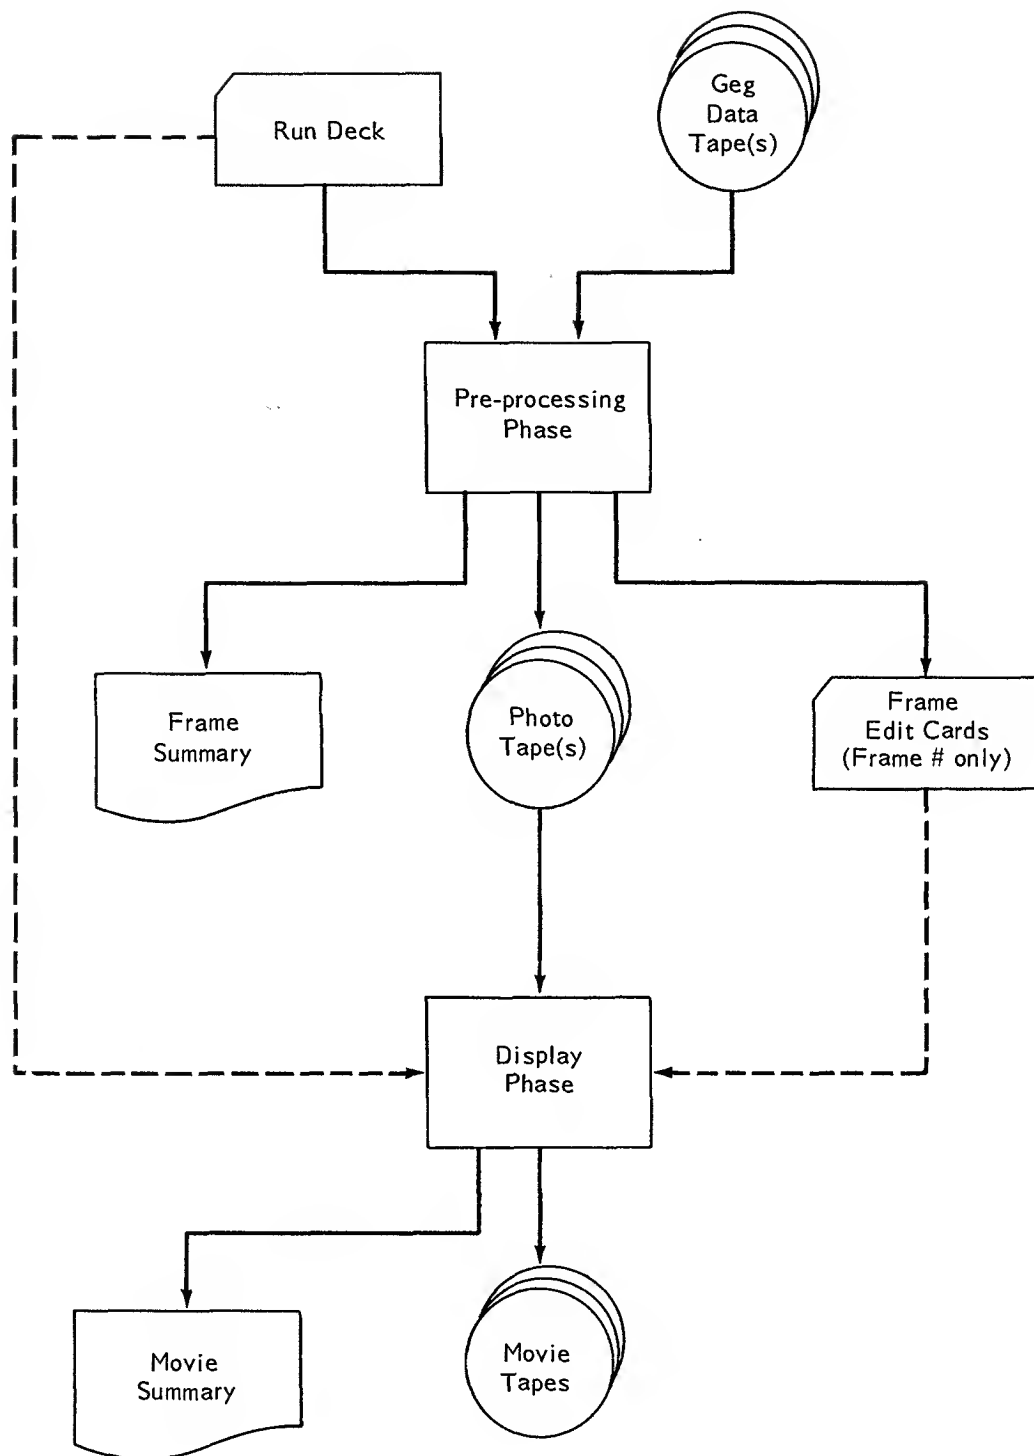 Run Deck
Geg
Data
Tape(s)
Pre-processing
Phase
Frame
Summary
Photo
Tape(s)
Frame
Edit Cards
(Frame # only)
Display
Phase
Movie
Summary
Movie
Tapes